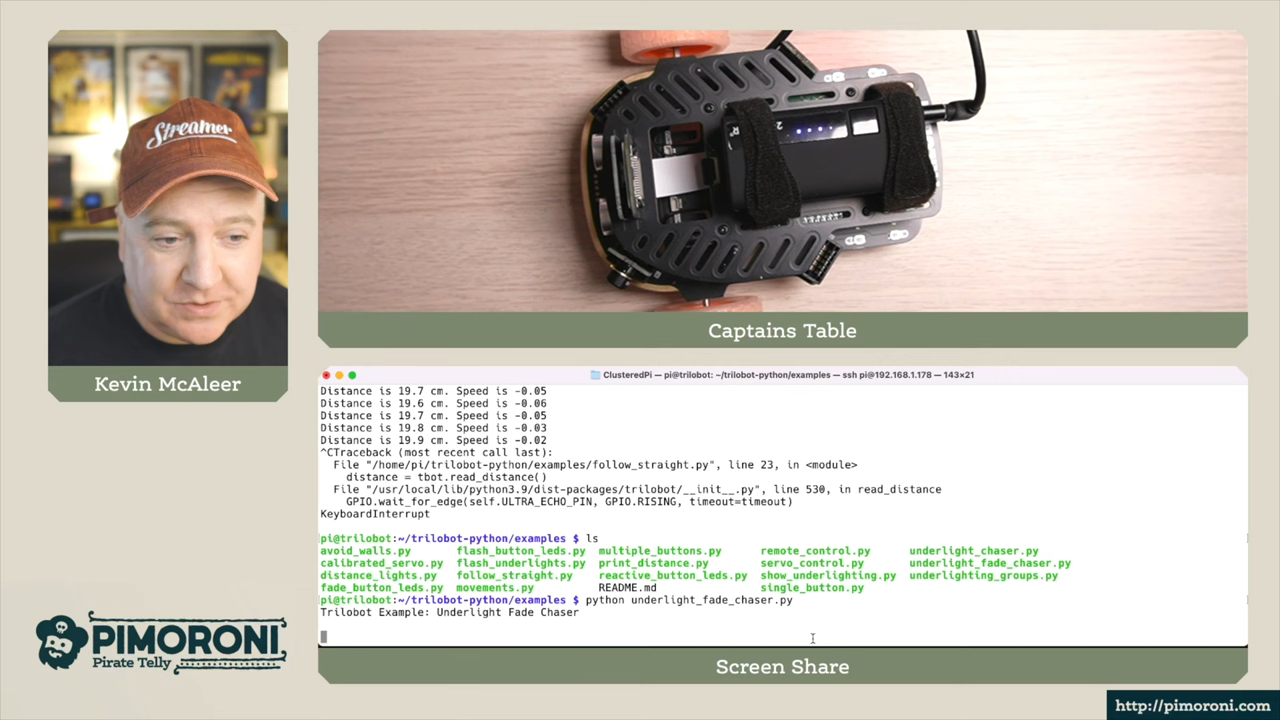 Streamer
Kevin McAleer
Captains Table
ClusteredPi — pi@trilobot: ~/trilobot-python/examples — ssh pi@192.168.1.178 — 143×21
Distance is 19.7 cm. Speed is -0.05
Distance is 19.6 cm. Speed is -0.06
Distance is 19.7 cm. Speed is -0.05
Distance is 19.8 cm. Speed is -0.03
Distance is 19.9 cm. Speed is -0.02
^CTraceback (most recent call last):
File "/home/pi/trilobot-python/examples/follow_straight.py", line 23, in <module>
distance = tbot.read_distance()
File "/usr/local/lib/python3.9/dist-packages/trilobot/__init__.py", line 530, in read_distance
GPIO.wait_for_edge(self.ULTRA_ECHO_PIN, GPIO.RISING, timeout=timeout)
KeyboardInterrupt
pi@trilobot:~/trilobot-python/examples $ ls
avoid_walls.py flash_button_leds.py multiple_buttons.py remote_control.py underlight_chaser.py
calibrated_servo.py flash_underlights.py print_distance.py servo_control.py underlight_fade_chaser.py
distance_lights.py follow_straight.py reactive_button_leds.py show_underlighting.py underlighting_groups.py
fade_button_leds.py movements.py README.md single_button.py
pi@trilobot:~/trilobot-python/examples $ python underlight_fade_chaser.py
Trilobot Example: Underlight Fade Chaser
Screen Share
PIMORONI
Pirate Telly
http://pimoroni.com